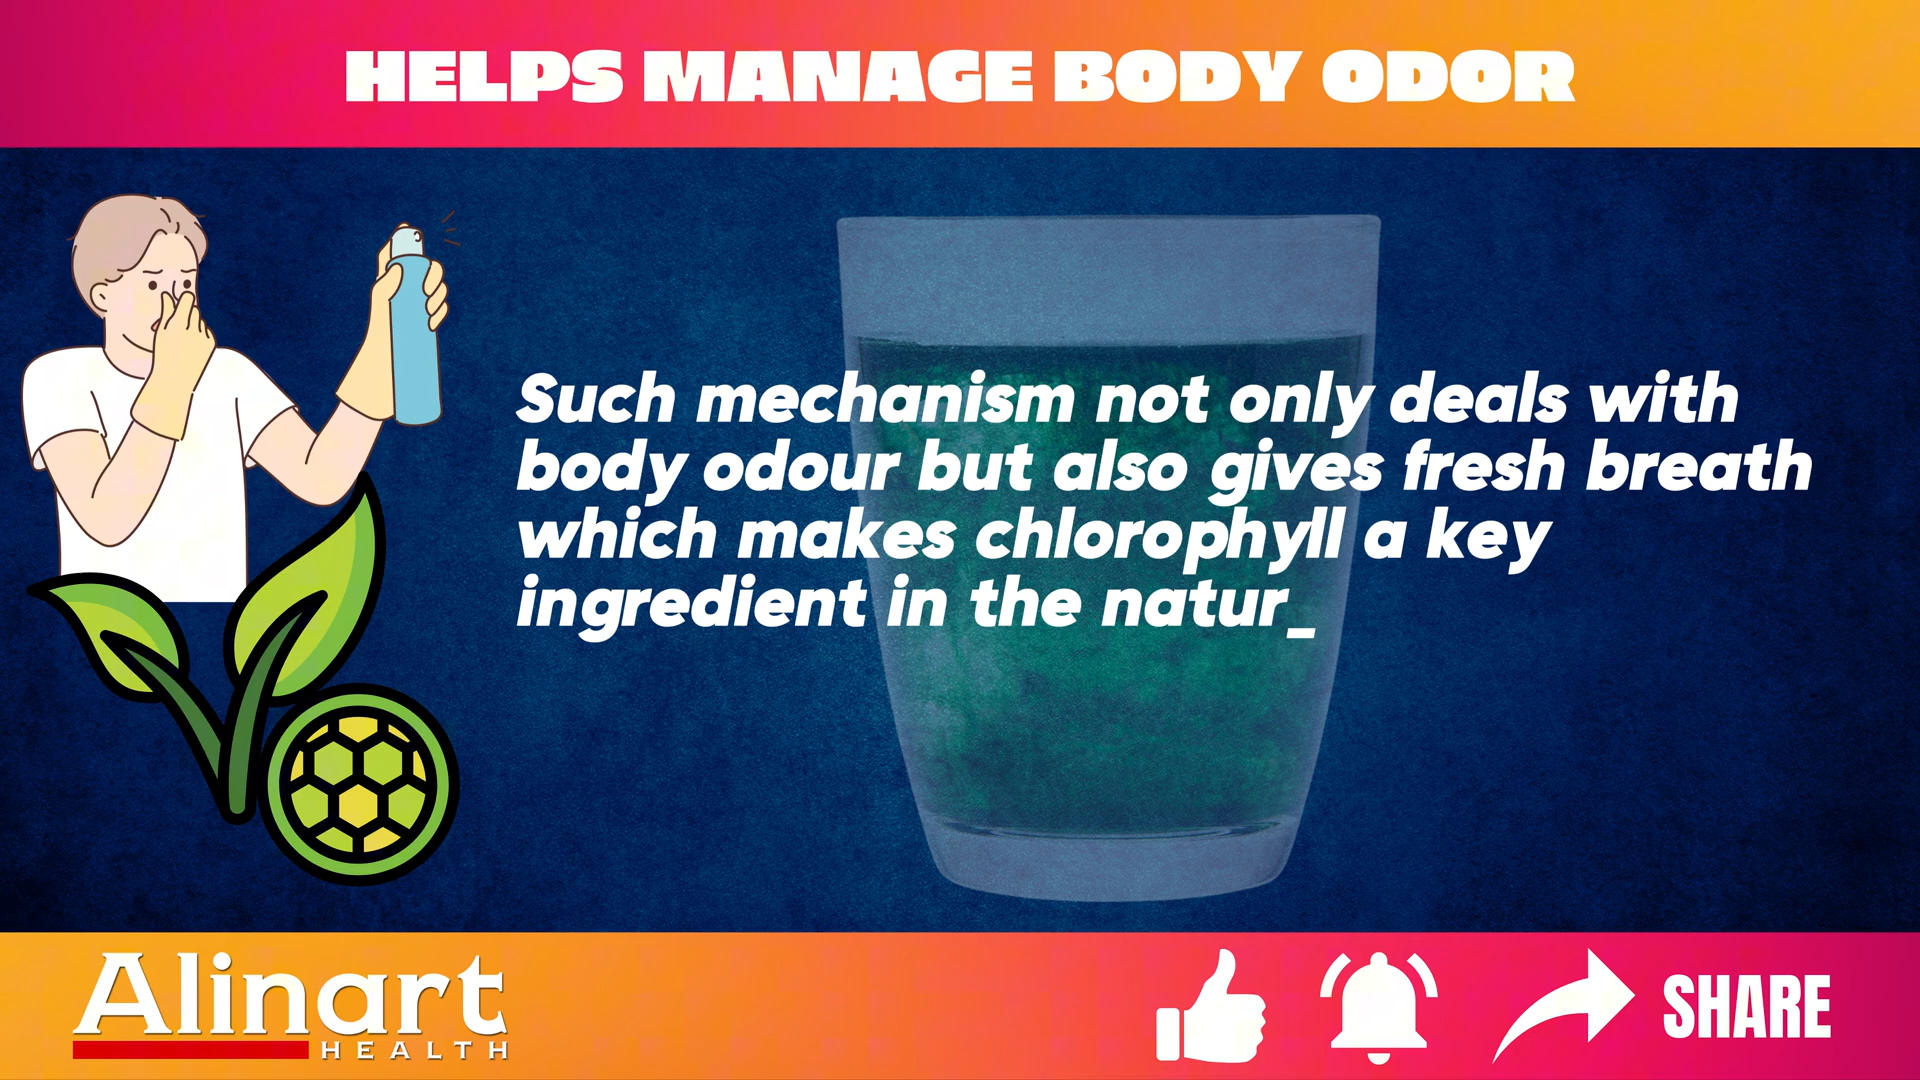 HELPS MANAGE BODY ODOR
Such mechanism not only deals with
body odour but also gives fresh breath
which makes chlorophyll a key
ingredient in the natur_
Alinart
HEALTH
SHARE